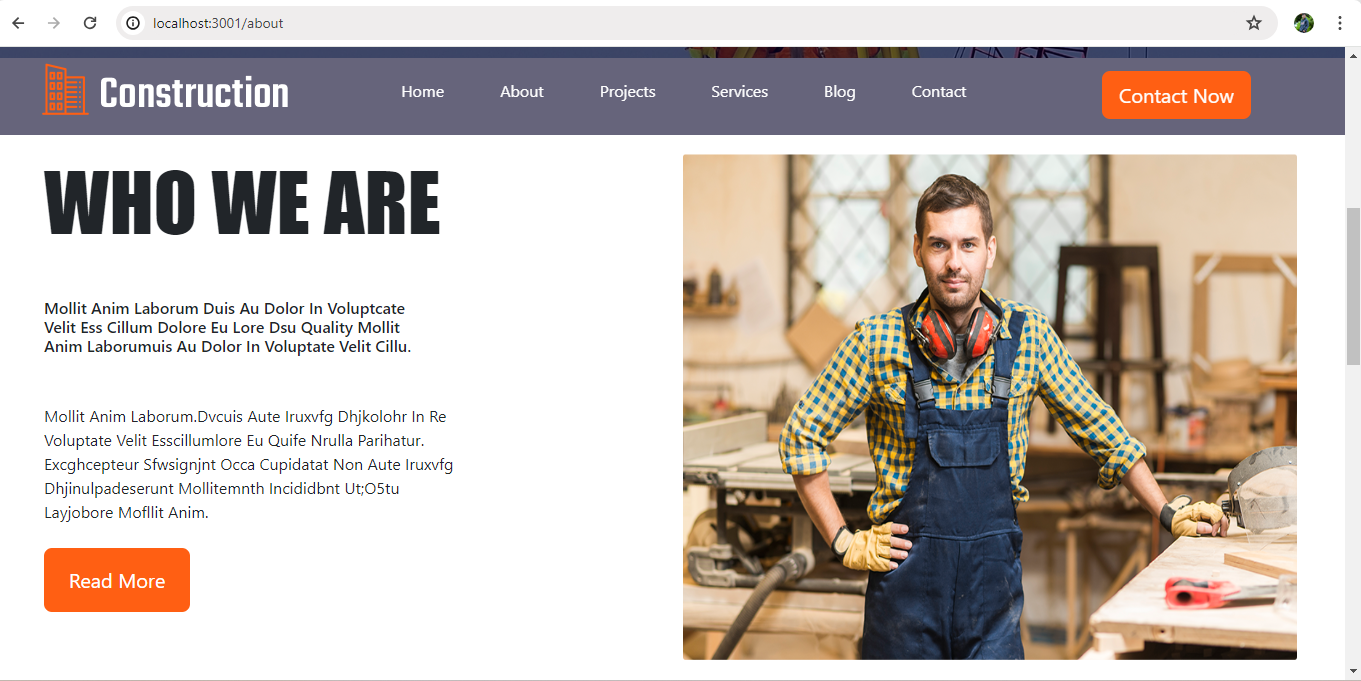 localhost:3001/about
Construction
Home
About
Projects
Services
Blog
Contact
Contact Now
WHO WE ARE
Mollit Anim Laborum Duis Au Dolor In Voluptcate
Velit Ess Cillum Dolore Eu Lore Dsu Quality Mollit
Anim Laborumuis Au Dolor In Voluptate Velit Cillu.
Mollit Anim Laborum.Dvcuis Aute Iruxvfg Dhjkolohr In Re
Voluptate Velit Esscillumlore Eu Quife Nrulla Parihatur.
Excghcepteur Sfwsignjnt Occa Cupidatat Non Aute Iruxvfg
Dhjinulpadeserunt Mollitemnth Incididbnt Ut;O5tu
Layjobore Mofllit Anim.
Read More